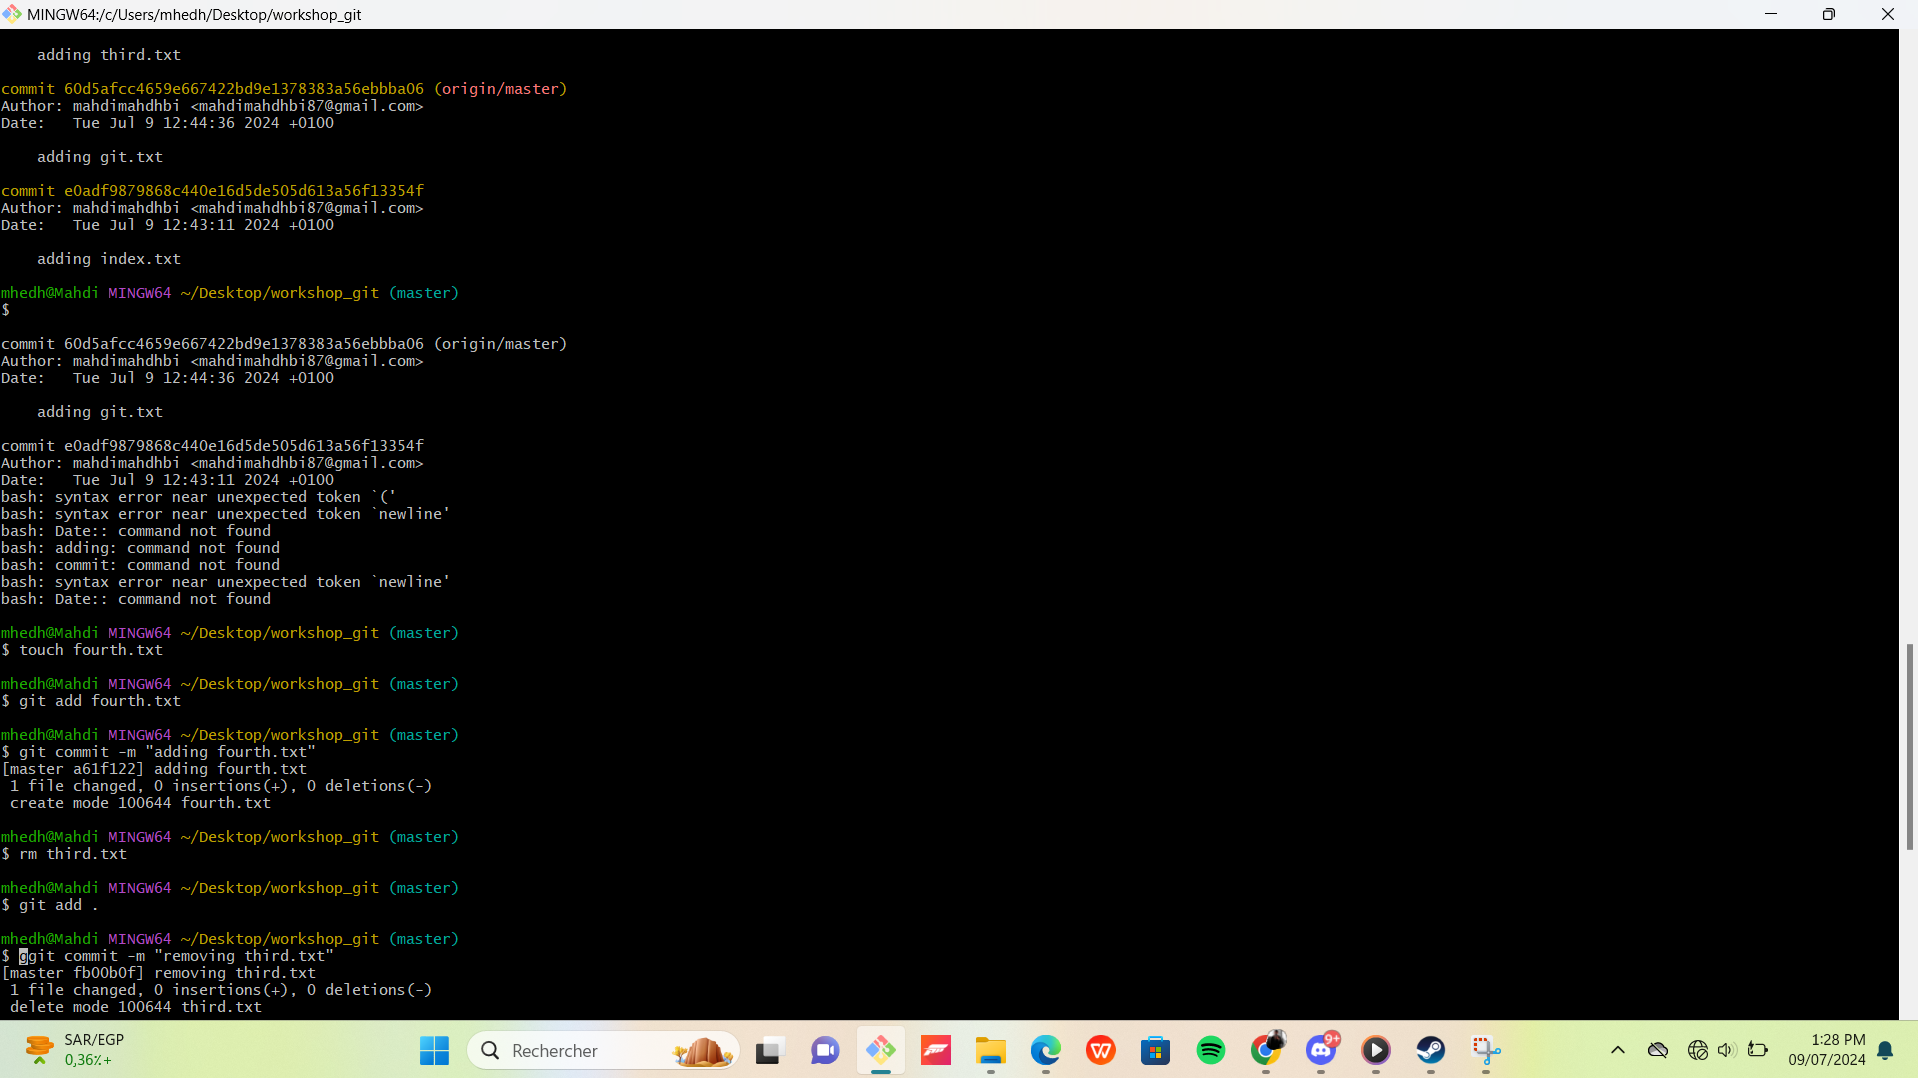 MINGW64:/c/Users/mhedh/Desktop/workshop_git
    adding third.txt
commit 60d5afcc4659e667422bd9e1378383a56ebbba06 (origin/master)
Author: mahdimahdhbi <mahdimahdhbi87@gmail.com>
Date:   Tue Jul 9 12:44:36 2024 +0100
    adding git.txt
commit e0adf9879868c440e16d5de505d613a56f13354f
Author: mahdimahdhbi <mahdimahdhbi87@gmail.com>
Date:   Tue Jul 9 12:43:11 2024 +0100
    adding index.txt
mhedh@Mahdi MINGW64 ~/Desktop/workshop_git (master)
$
commit 60d5afcc4659e667422bd9e1378383a56ebbba06 (origin/master)
Author: mahdimahdhbi <mahdimahdhbi87@gmail.com>
Date:   Tue Jul 9 12:44:36 2024 +0100
    adding git.txt
commit e0adf9879868c440e16d5de505d613a56f13354f
Author: mahdimahdhbi <mahdimahdhbi87@gmail.com>
Date:   Tue Jul 9 12:43:11 2024 +0100
bash: syntax error near unexpected token `('
bash: syntax error near unexpected token `newline'
bash: Date:: command not found
bash: adding: command not found
bash: commit: command not found
bash: syntax error near unexpected token `newline'
bash: Date:: command not found
mhedh@Mahdi MINGW64 ~/Desktop/workshop_git (master)
$ touch fourth.txt
mhedh@Mahdi MINGW64 ~/Desktop/workshop_git (master)
$ git add fourth.txt
mhedh@Mahdi MINGW64 ~/Desktop/workshop_git (master)
$ git commit -m "adding fourth.txt"
[master a61f122] adding fourth.txt
 1 file changed, 0 insertions(+), 0 deletions(-)
 create mode 100644 fourth.txt
mhedh@Mahdi MINGW64 ~/Desktop/workshop_git (master)
$ rm third.txt
mhedh@Mahdi MINGW64 ~/Desktop/workshop_git (master)
$ git add .
mhedh@Mahdi MINGW64 ~/Desktop/workshop_git (master)
$ ggit commit -m "removing third.txt"
[master fb00b0f] removing third.txt
 1 file changed, 0 insertions(+), 0 deletions(-)
 delete mode 100644 third.txt
SAR/EGP
0,36%+
Rechercher
9+
1:28 PM
09/07/2024